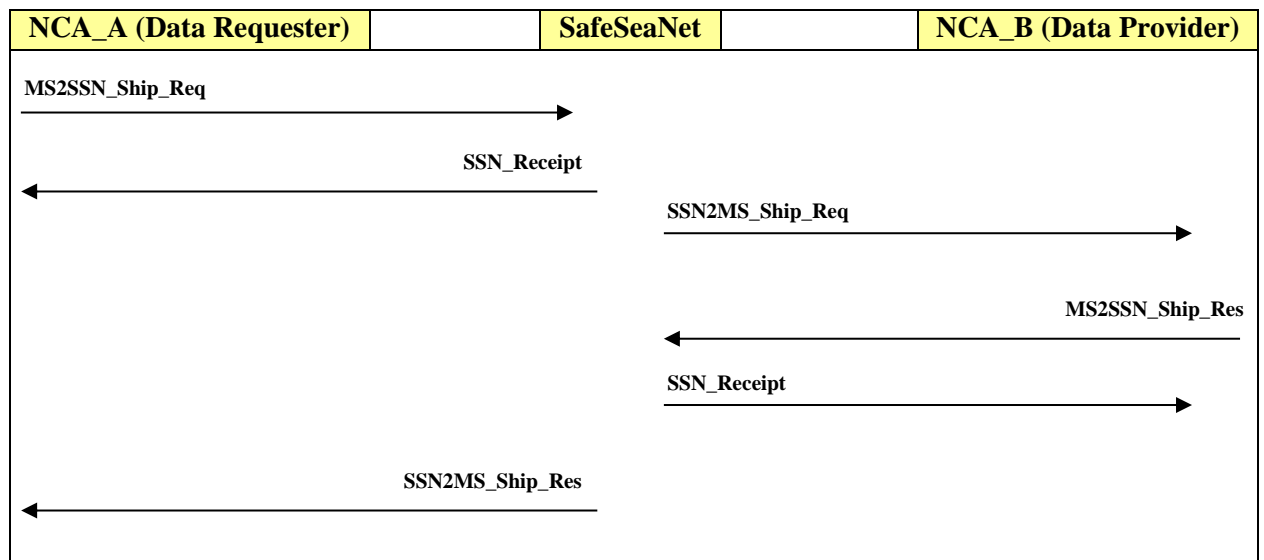 NCA_A (Data Requester) SafeSeaNet NCA_B (Data Provider)
MS2SSN_Ship_Req
SSN_Receipt
SSN2MS_Ship_Req
MS2SSN_Ship_Res
SSN_Receipt
SSN2MS_Ship_Res